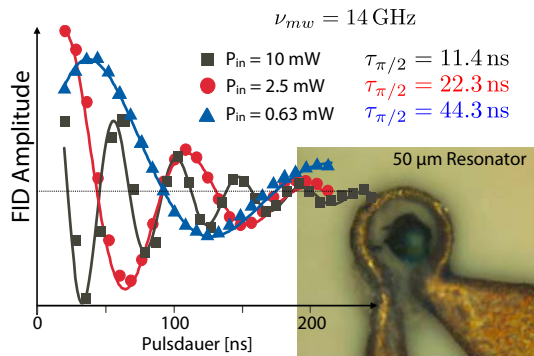 ν_mw = 14 GHz
P_in = 10 mW
τ_π/2 = 11.4 ns
P_in = 2.5 mW
τ_π/2 = 22.3 ns
P_in = 0.63 mW
τ_π/2 = 44.3 ns
FID Amplitude
50 µm Resonator
0
100
200
Pulsdauer [ns]